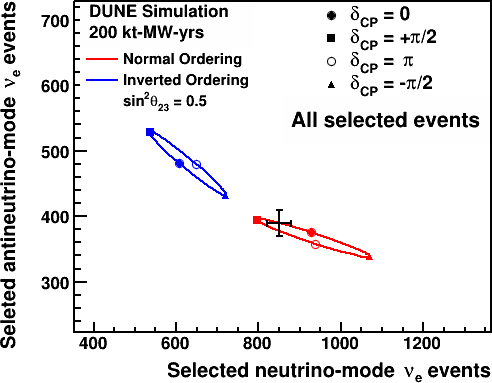 DUNE Simulation
200 kt-MW-yrs
Normal Ordering
Inverted Ordering
sin²θ₂₃ = 0.5
δCP = 0
δCP = +π/2
δCP = π
δCP = -π/2
All selected events
Seleted antineutrino-mode νe events
700
600
500
400
300
400 600 800 1000 1200
Selected neutrino-mode νe events